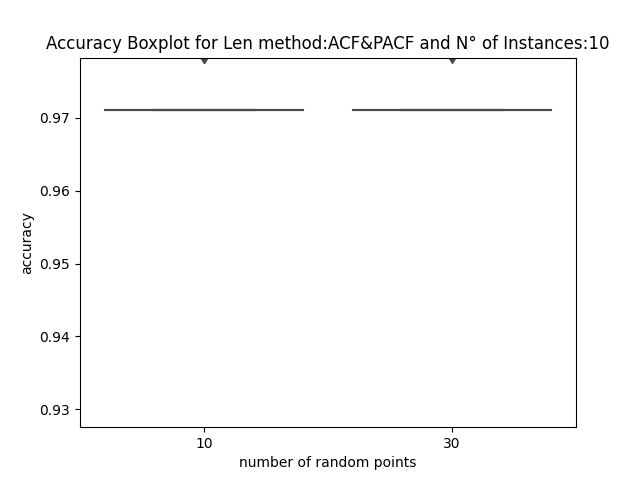 Accuracy Boxplot for Len method:ACF&PACF and N° of Instances:10
0.97
0.96
0.95
0.94
0.93
accuracy
10 30
number of random points